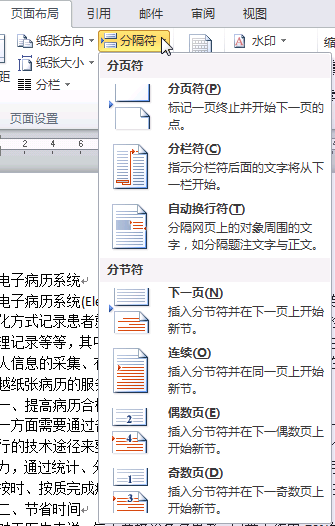 页面布局 引用 邮件 审阅 视图
纸张方向 分隔符 水印
纸张大小
分栏
页面设置
2 4 6
分页符
分页符(P)
标记一页终止并开始下一页的
点。
分栏符(C)
指示分栏符后面的文字将从下
一栏开始。
自动换行符(T)
分隔网页上的对象周围的文
字，如分隔题注文字与正文。
分节符
下一页(N)
插入分节符并在下一页上开始
新节。
连续(O)
插入分节符并在同一页上开始
新节。
偶数页(E)
插入分节符并在下一偶数页上
开始新节。
奇数页(D)
插入分节符并在下一奇数页上
开始新节。
2
4
1
3
电子病历系统
电子病历系统(Ele
化方式记录患者
理记录等等，其中
人信息的采集、
越纸张病历的服
一、提高病历合
一方面需要通过
行的技术途径来
力，通过统计、分
按时、按质完成
二、节省时间